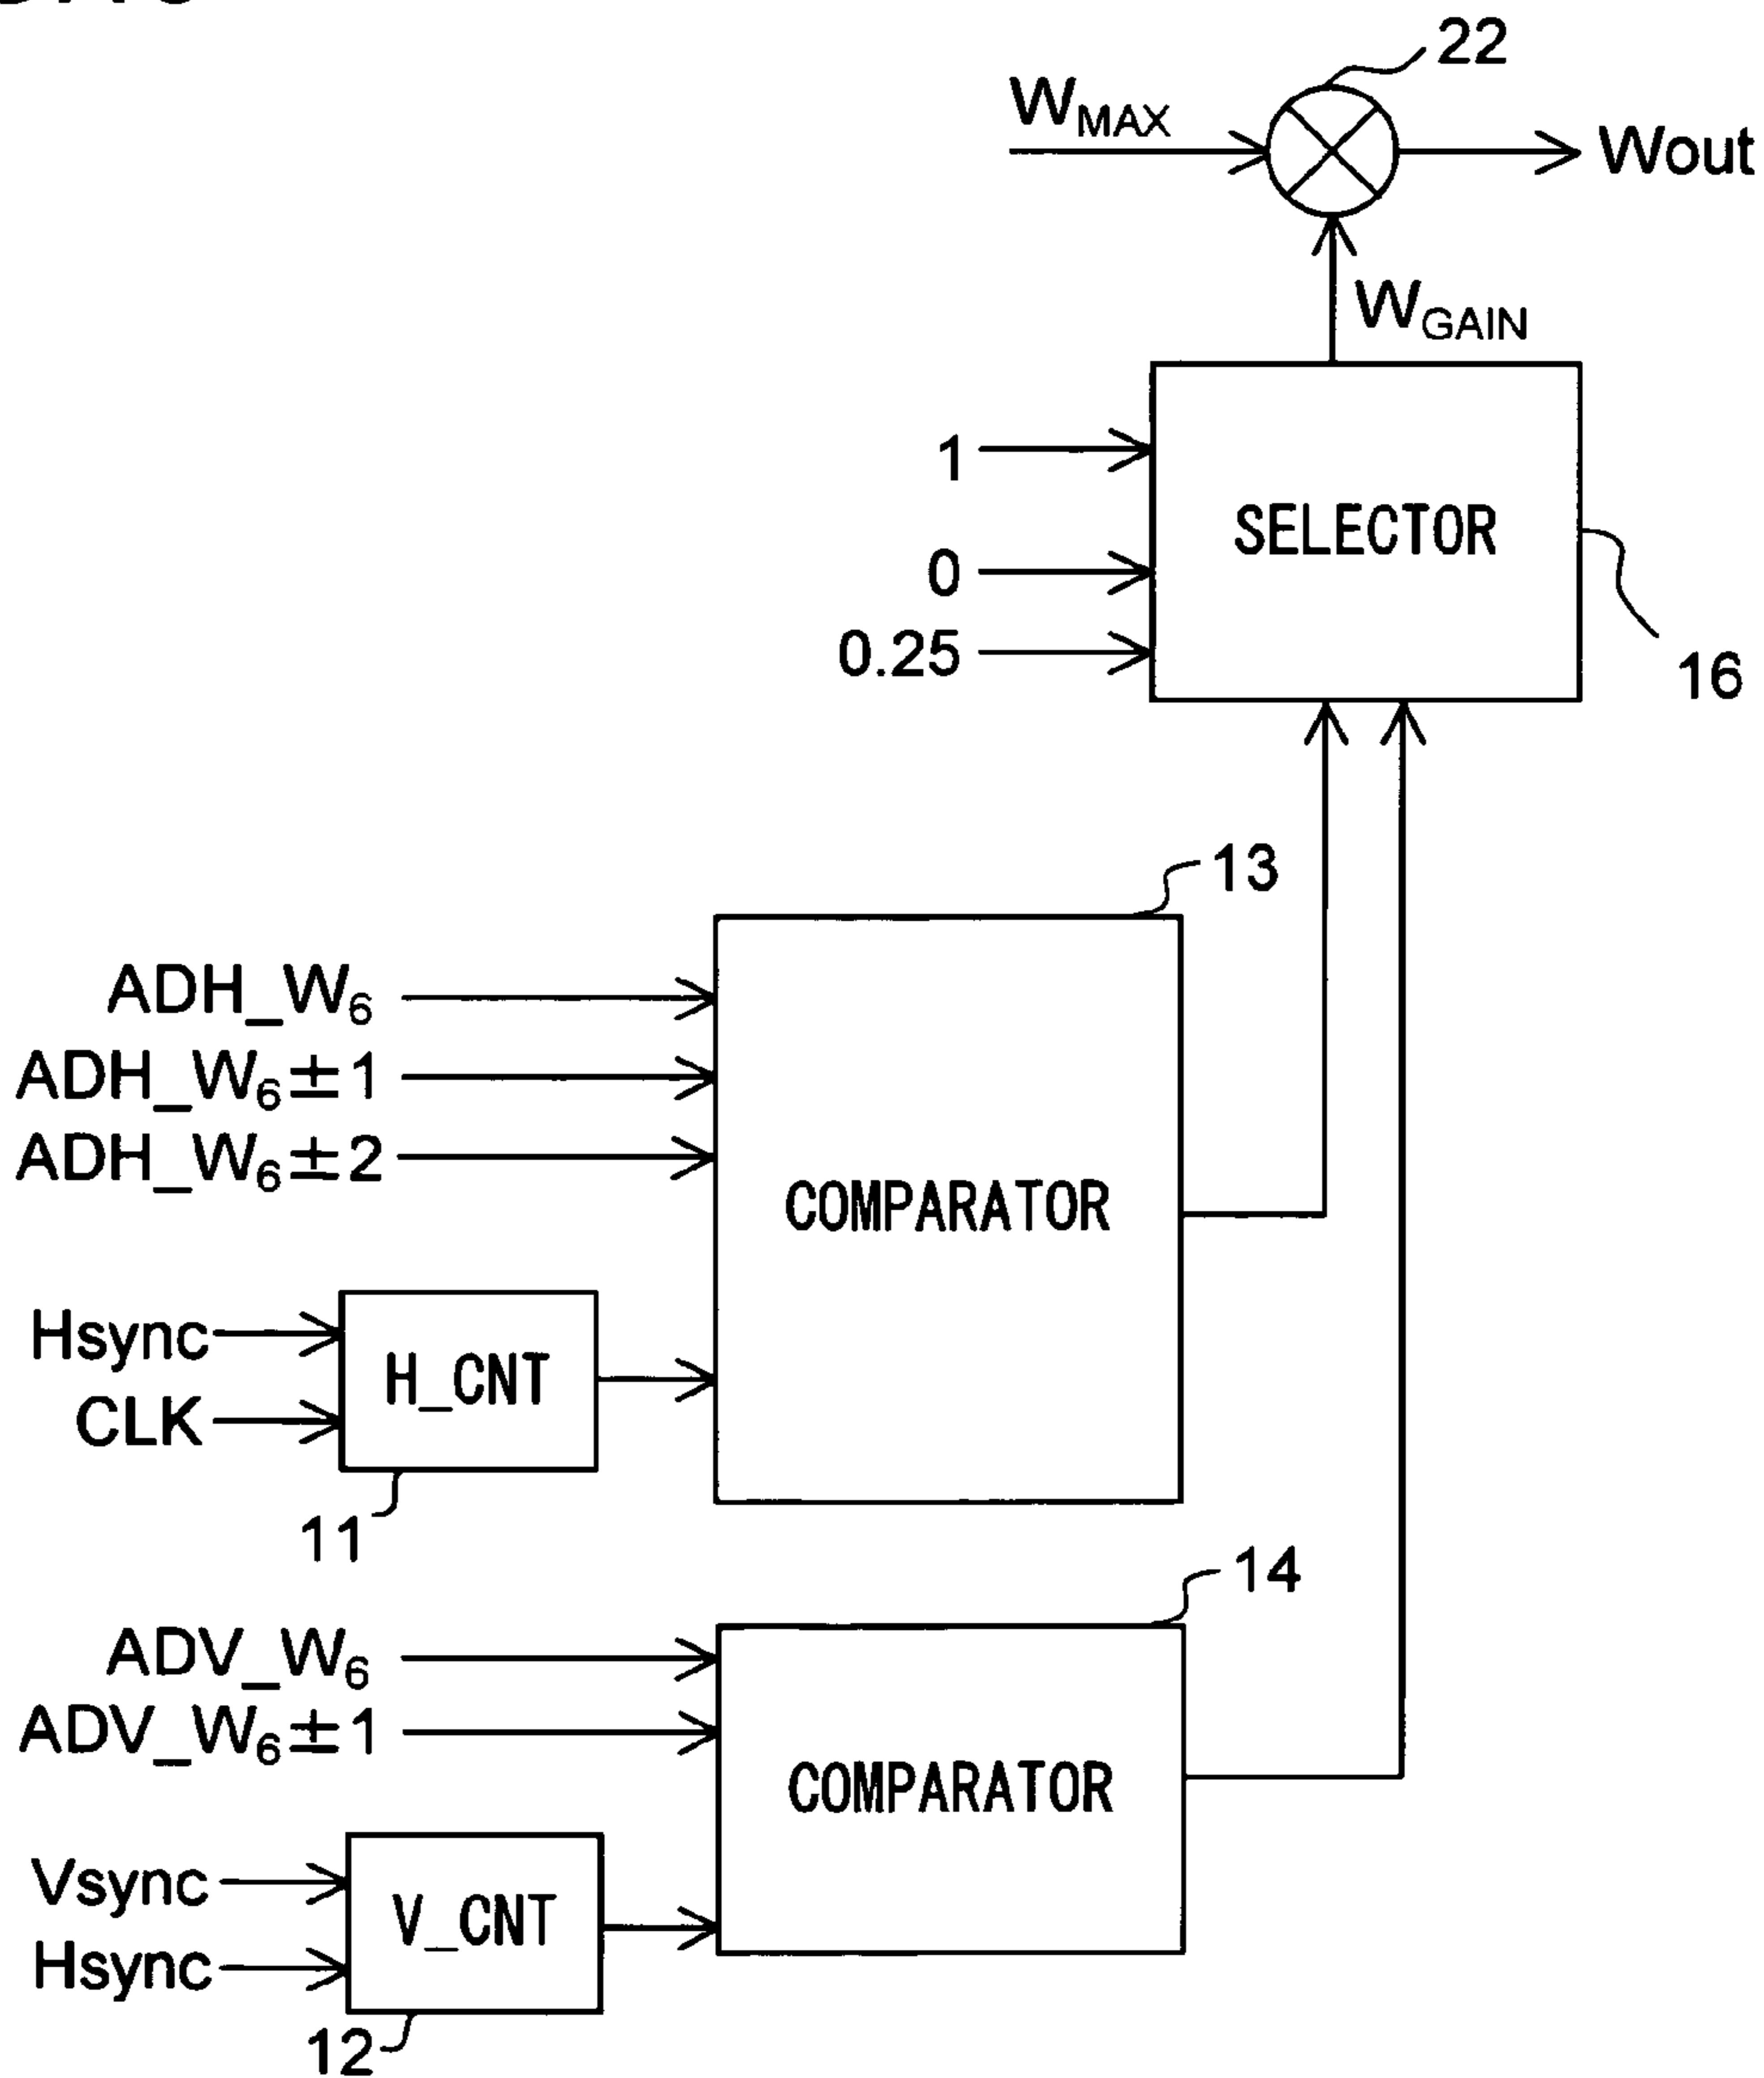 22
W_MAX
Wout
W_GAIN
1
SELECTOR
0
0.25
16
13
ADH_W₆
ADH_W₆±1
ADH_W₆±2
COMPARATOR
Hsync
H_CNT
CLK
11
14
ADV_W₆
ADV_W₆±1
COMPARATOR
Vsync
V_CNT
Hsync
12